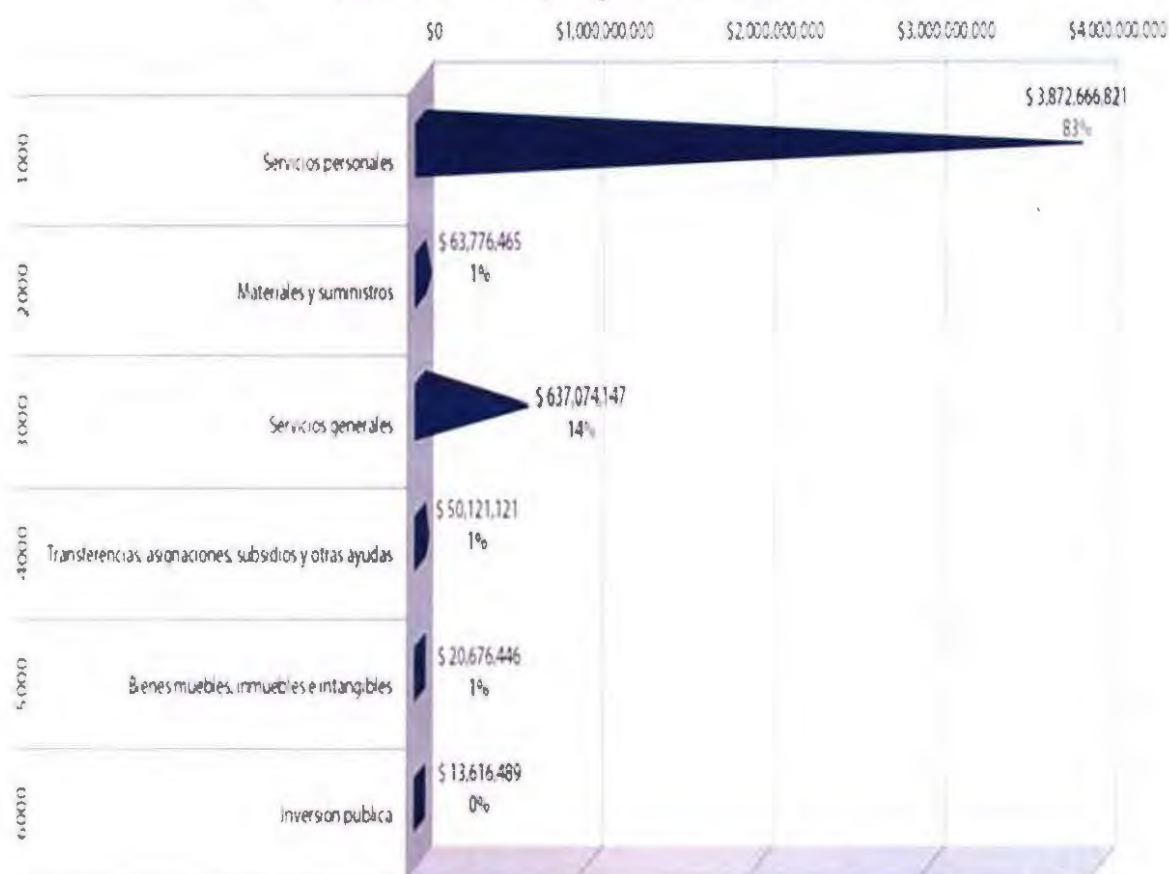 $0 $1,000,000,000 $2,000,000,000 $3,000,000,000 $4,000,000,000
1000 Servicios personales $ 3,872,666,821
83%
2000 Materiales y suministros $ 63,776,465
1%
3000 Servicios generales $ 637,074,147
14%
4000 Transferencias, asignaciones, subsidios y otras ayudas $ 50,121,121
1%
5000 Bienes muebles, inmuebles e intangibles $ 20,676,446
1%
6000 Inversion publica $ 13,616,489
0%